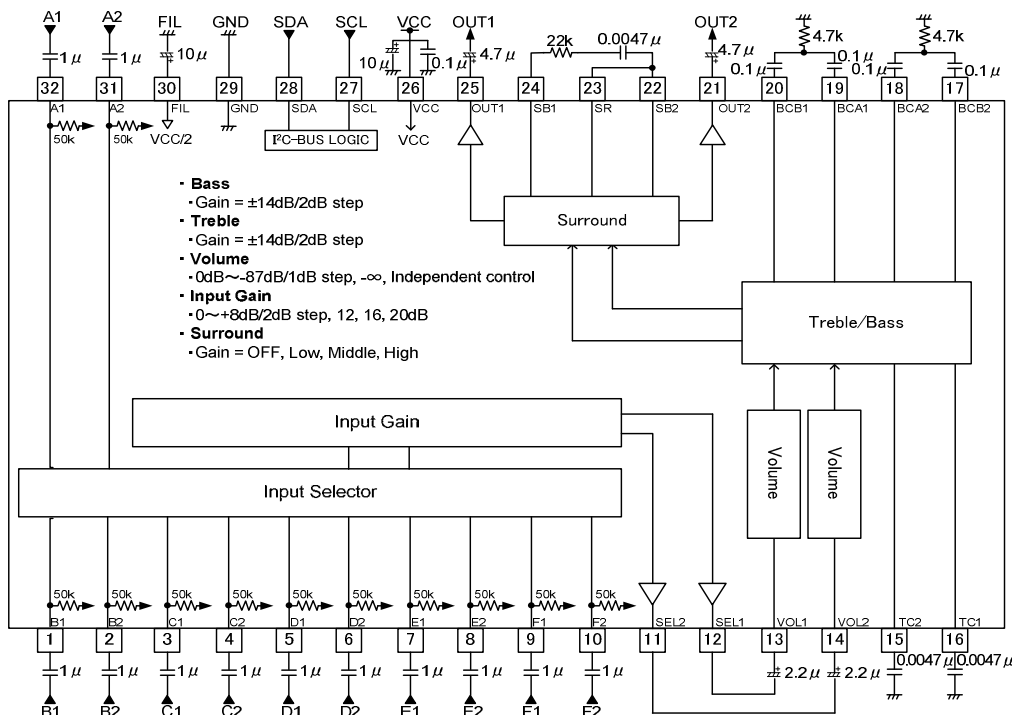 A1 A2 FIL GND SDA SCL VCC OUT1 OUT2
4.7k 4.7k
22k 0.0047μ
1μ 1μ 10μ 10μ 0.1μ 4.7μ 4.7μ 0.1μ 0.1μ 0.1μ 0.1μ
32 31 30 29 28 27 26 25 24 23 22 21 20 19 18 17
A1 A2 FIL GND SDA SCL VCC OUT1 SB1 SR SB2 OUT2 BCB1 BCA1 BCA2 BCB2
50k 50k VCC/2 I²C-BUS LOGIC VCC
· Bass
·Gain = ±14dB/2dB step
· Treble
·Gain = ±14dB/2dB step
· Volume
·0dB～-87dB/1dB step, -∞, Independent control
· Input Gain
·0～+8dB/2dB step, 12, 16, 20dB
· Surround
·Gain = OFF, Low, Middle, High
Surround
Treble/Bass
Input Gain
Input Selector
Volume
Volume
50k 50k 50k 50k 50k 50k 50k 50k 50k 50k
B1 B2 C1 C2 D1 D2 E1 E2 F1 F2 SEL2 SEL1 VOL1 VOL2 TC2 TC1
1 2 3 4 5 6 7 8 9 10 11 12 13 14 15 16
1μ 1μ 1μ 1μ 1μ 1μ 1μ 1μ 1μ 1μ 2.2μ 2.2μ 0.0047μ 0.0047μ
B1 B2 C1 C2 D1 D2 E1 E2 F1 F2